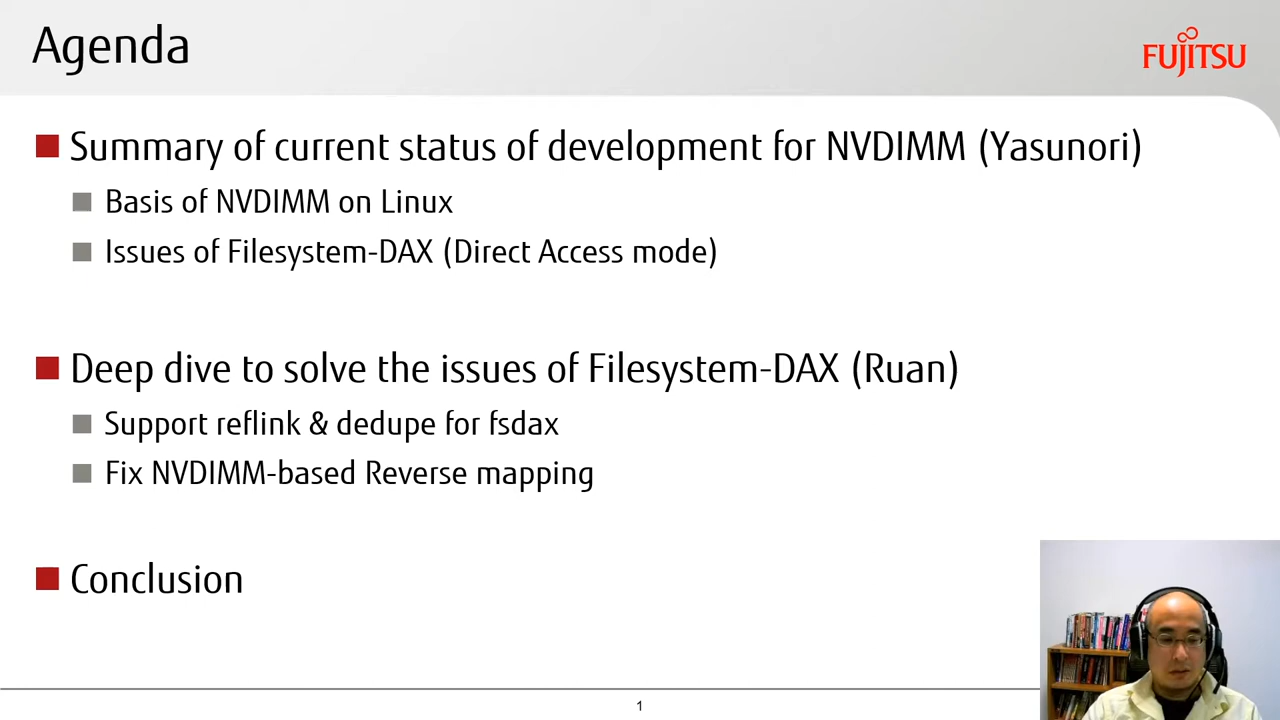 Agenda
FUJITSU
Summary of current status of development for NVDIMM (Yasunori)
Basis of NVDIMM on Linux
Issues of Filesystem-DAX (Direct Access mode)
Deep dive to solve the issues of Filesystem-DAX (Ruan)
Support reflink & dedupe for fsdax
Fix NVDIMM-based Reverse mapping
Conclusion
1